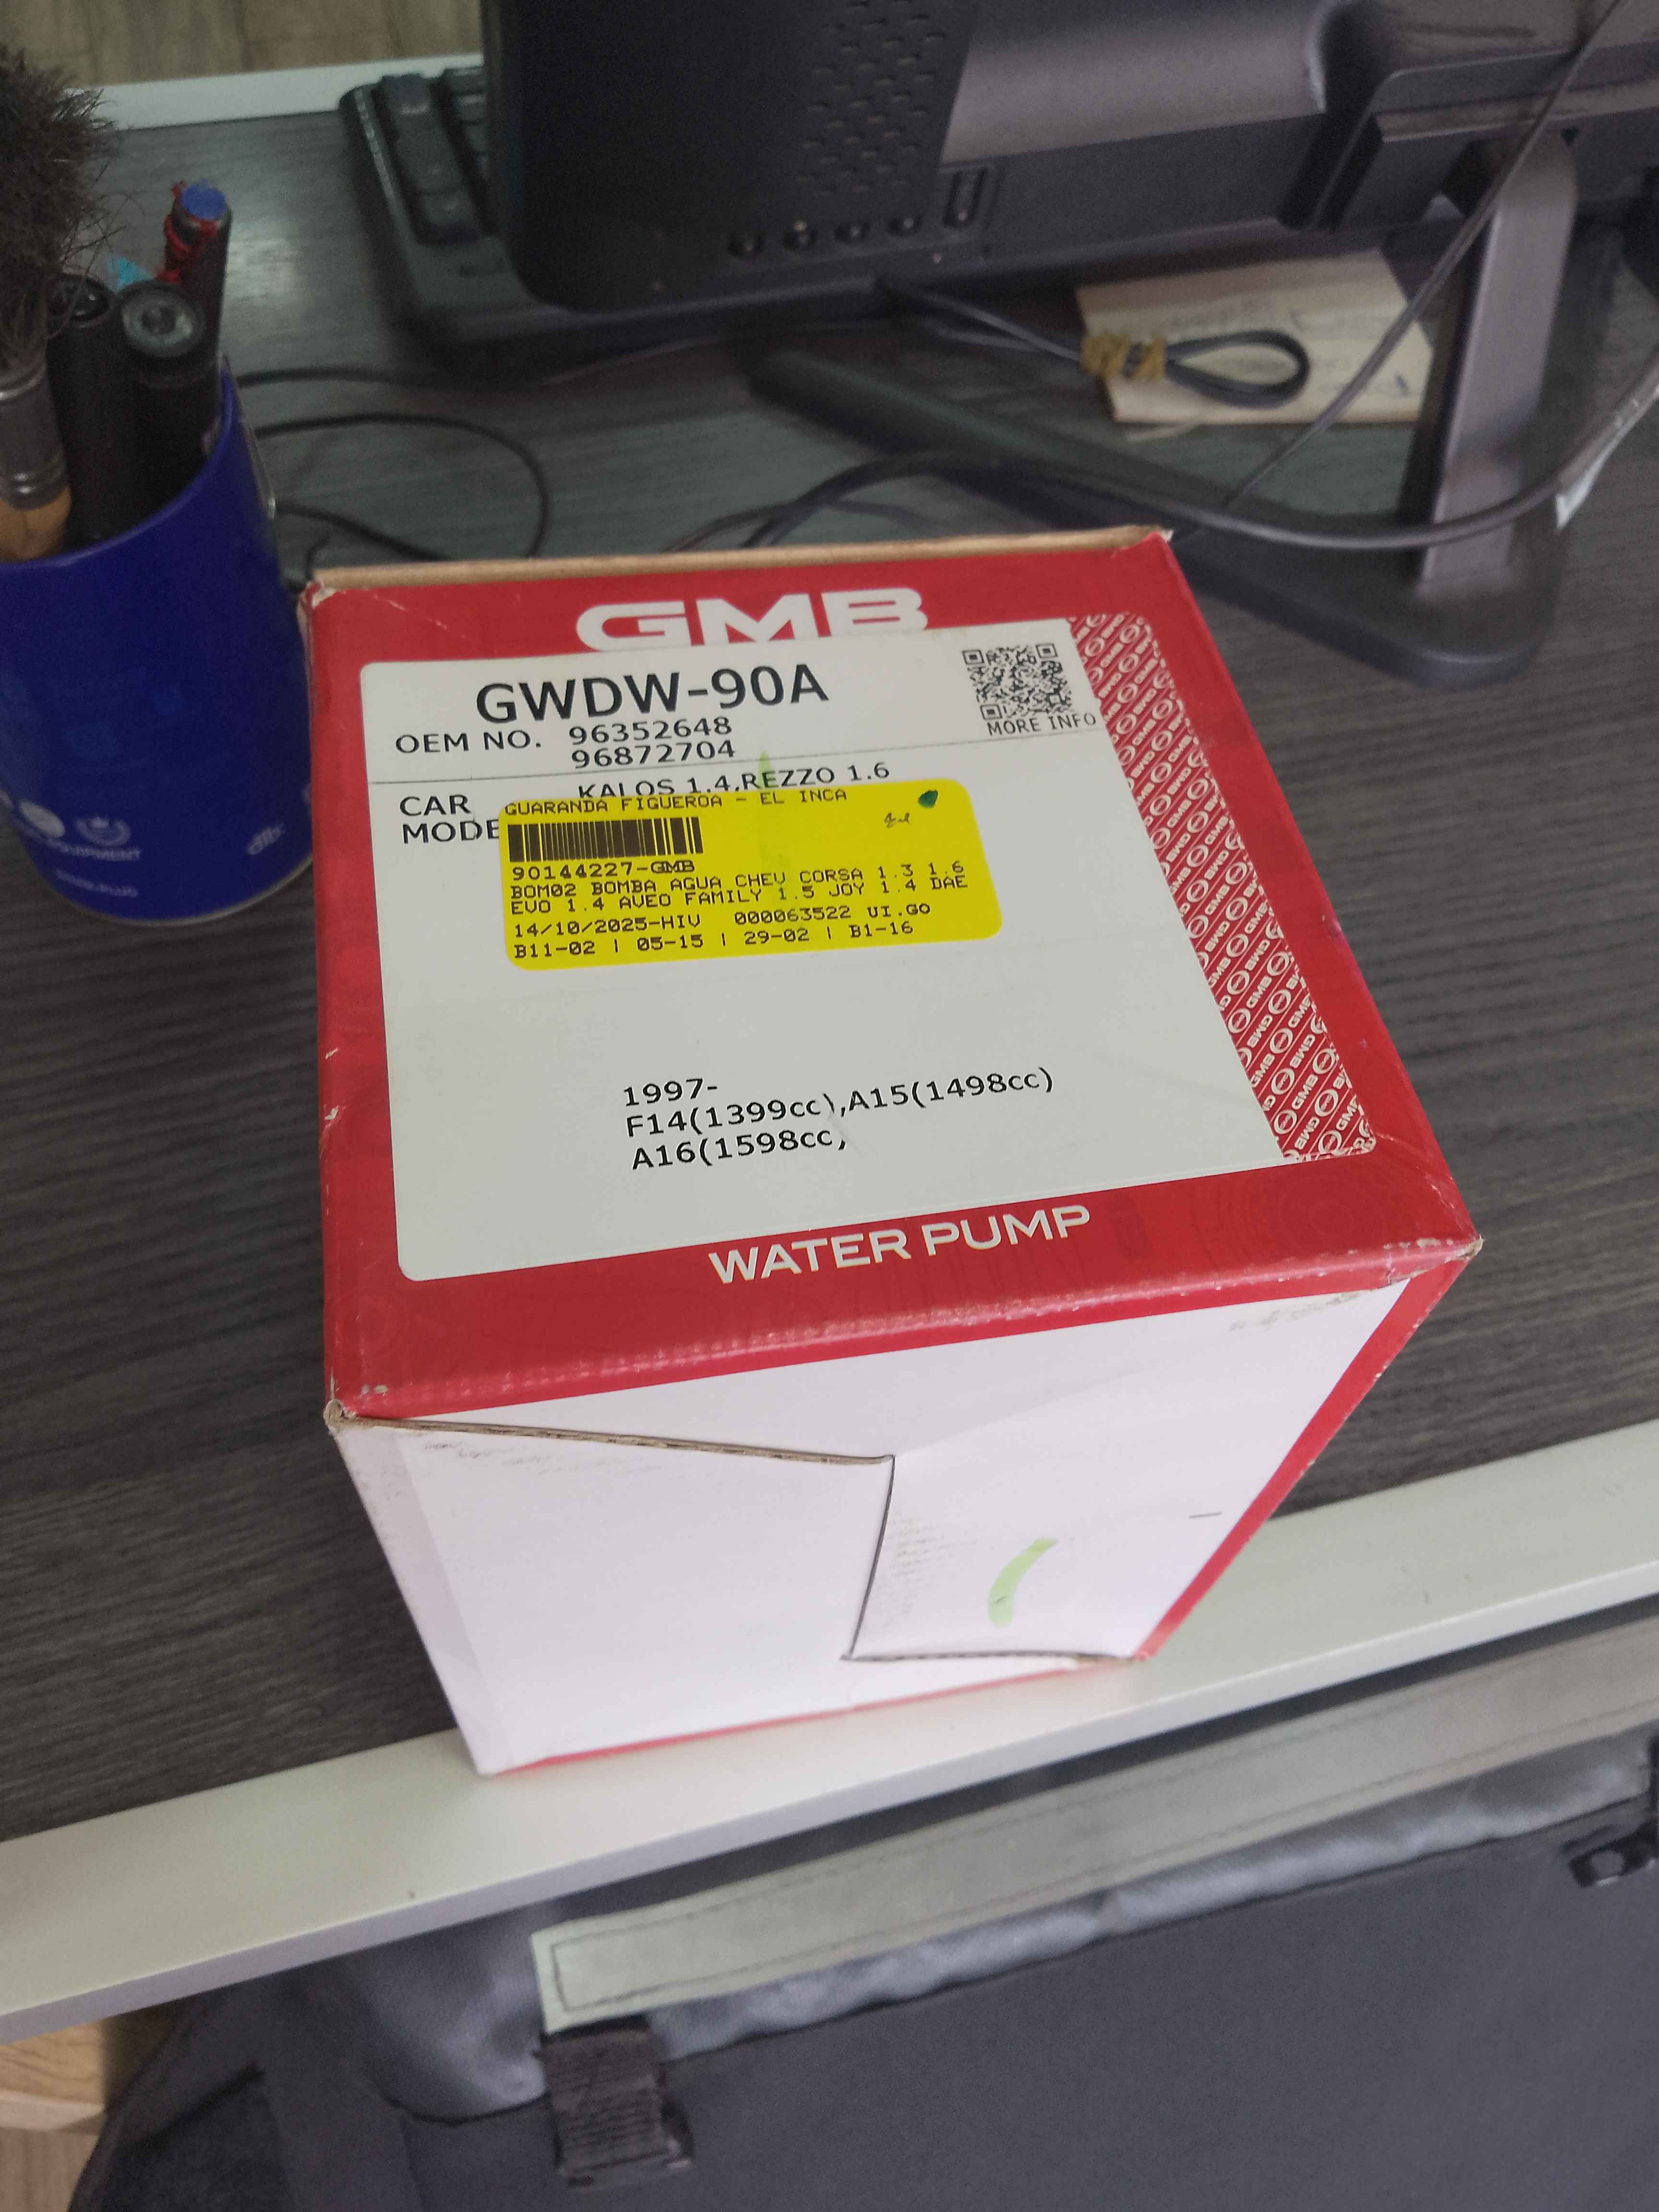 GMB
GWDW-90A
OEM NO. 96352648
96872704
MORE INFO
KALOS 1.4,REZZO 1.6
CAR
MODE
GUARANDA FIGUEROA - EL INCA
90144227-GMB
BOM02 BOMBA AGUA CHEV CORSA 1.3 1.6
EVO 1.4 AVEO FAMILY 1.5 JOY 1.4 DAE
14/10/2025-HIV 000063522 UI.GO
B11-02 | 05-15 | 29-02 | B1-16
1997-
F14(1399cc),A15(1498cc)
A16(1598cc,
WATER PUMP